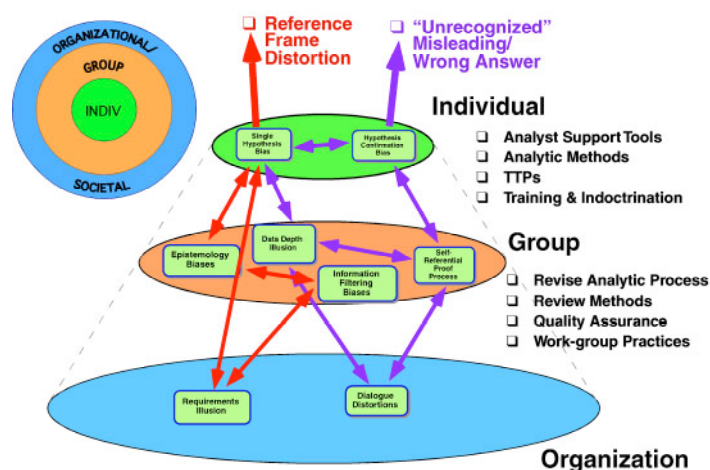 ORGANIZATIONAL/
GROUP
INDIV
SOCIETAL
❑ Reference
Frame
Distortion
❑ “Unrecognized”
Misleading/
Wrong Answer
Individual
❑ Analyst Support Tools
❑ Analytic Methods
❑ TTPs
❑ Training & Indoctrination
Single
Hypothesis
Bias
Hypothesis
Confirmation
Bias
Group
❑ Revise Analytic Process
❑ Review Methods
❑ Quality Assurance
❑ Work-group Practices
Epistemology
Biases
Data Depth
Illusion
Information
Filtering
Biases
Self-
Referential
Proof
Process
Requirements
Illusion
Dialogue
Distortions
Organization